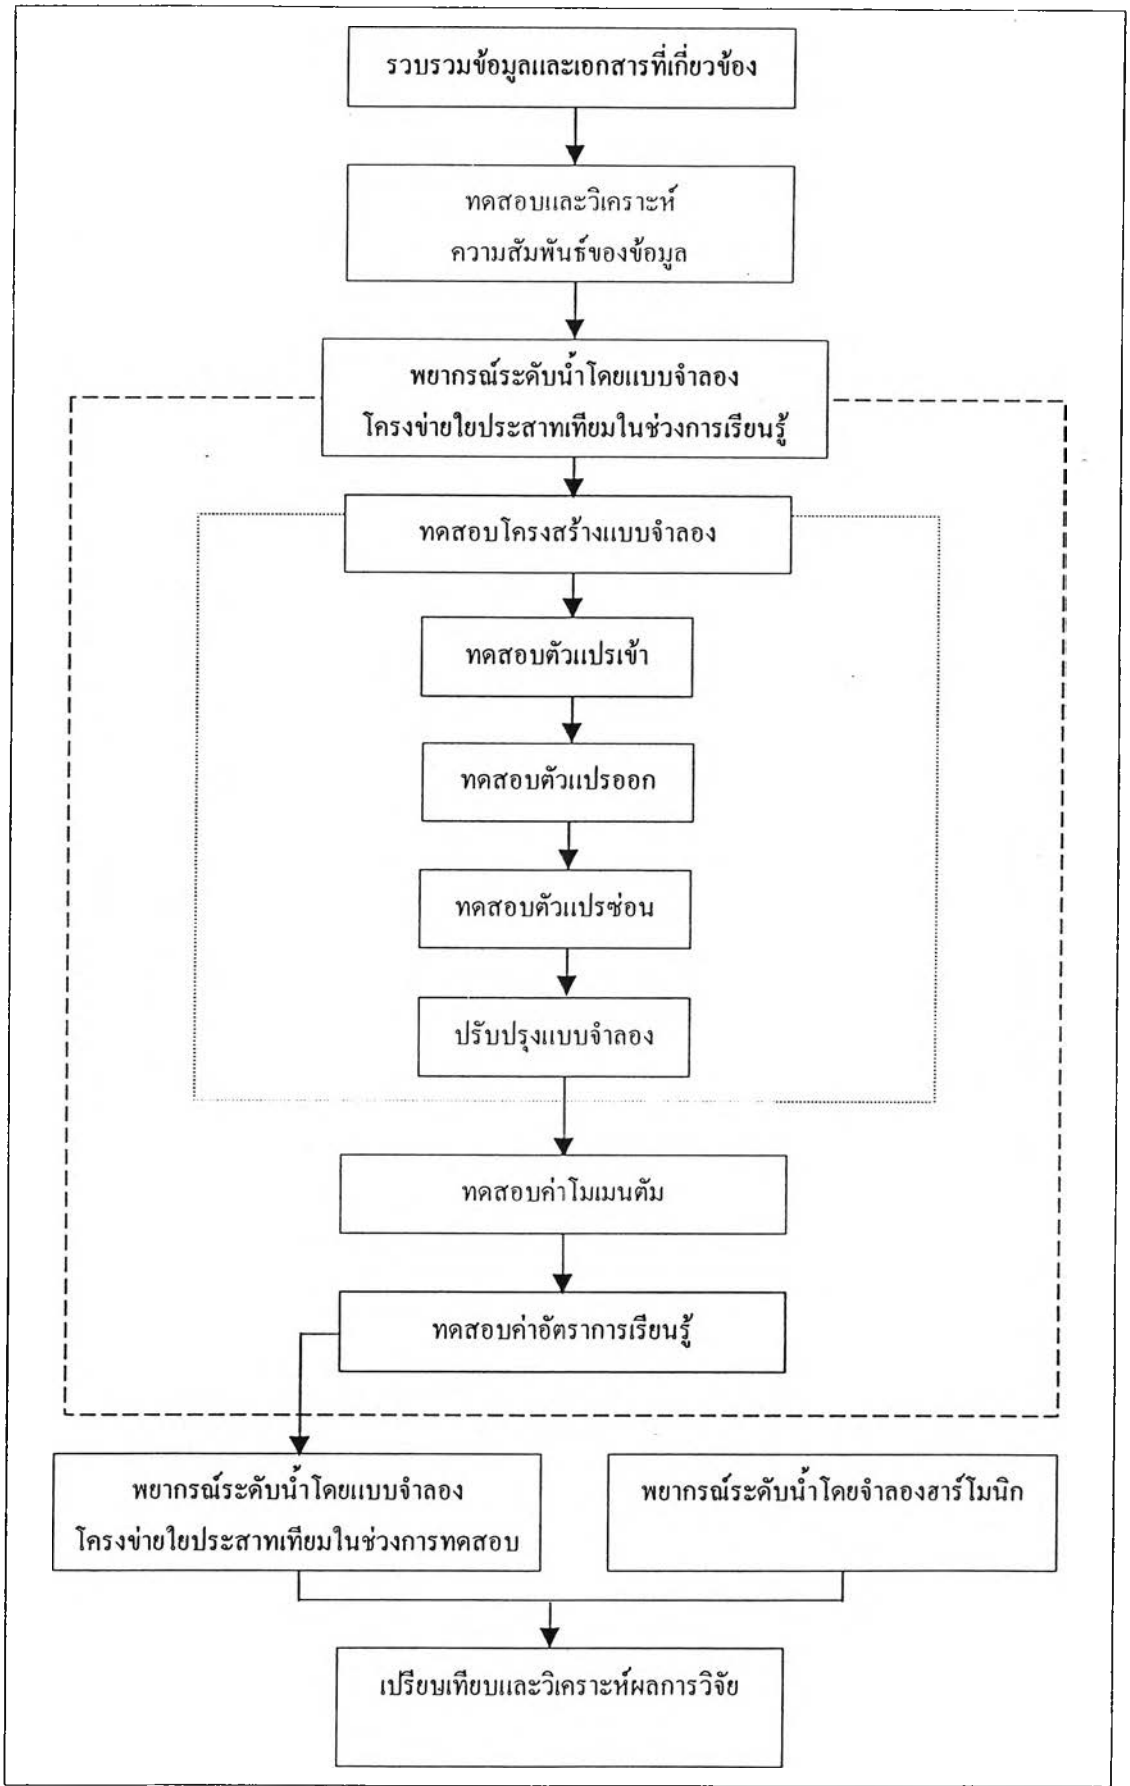 รวบรวมข้อมูลและเอกสารที่เกี่ยวข้อง
ทดสอบและวิเคราะห์
ความสัมพันธ์ของข้อมูล
พยากรณ์ระดับน้ำโดยแบบจำลอง
โครงข่ายใยประสาทเทียมในช่วงการเรียนรู้
ทดสอบโครงสร้างแบบจำลอง
ทดสอบตัวแปรเข้า
ทดสอบตัวแปรออก
ทดสอบตัวแปรซ่อน
ปรับปรุงแบบจำลอง
ทดสอบค่าโมเมนตัม
ทดสอบค่าอัตราการเรียนรู้
พยากรณ์ระดับน้ำโดยแบบจำลอง
โครงข่ายใยประสาทเทียมในช่วงการทดสอบ
พยากรณ์ระดับน้ำโดยจำลองฮาร์โมนิก
เปรียบเทียบและวิเคราะห์ผลการวิจัย